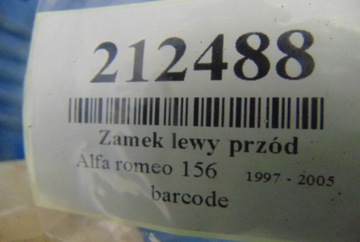 212488
Zamek lewy przód
Alfa romeo 156 1997 - 2005
barcode